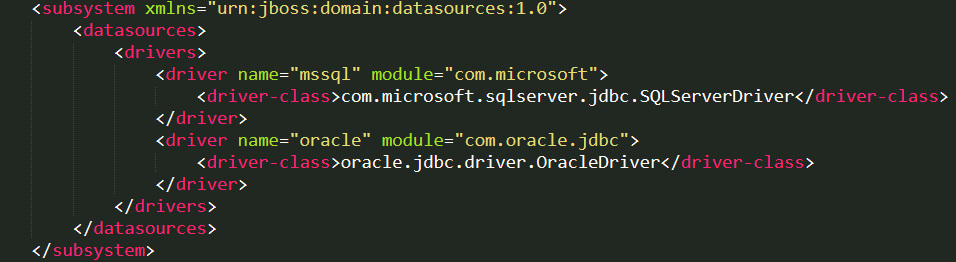 <subsystem xmlns="urn:jboss:domain:datasources:1.0">
<datasources>
<drivers>
<driver name="mssql" module="com.microsoft">
<driver-class>com.microsoft.sqlserver.jdbc.SQLServerDriver</driver-class>
</driver>
<driver name="oracle" module="com.oracle.jdbc">
<driver-class>oracle.jdbc.driver.OracleDriver</driver-class>
</driver>
</drivers>
</datasources>
</subsystem>